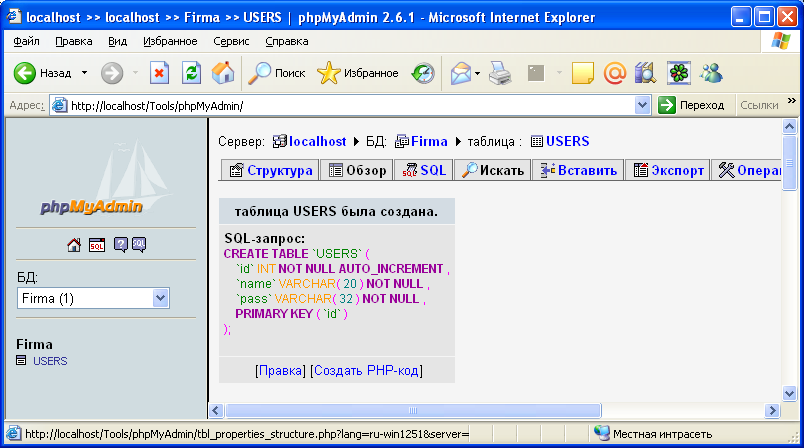 localhost >> localhost >> Firma >> USERS | phpMyAdmin 2.6.1 - Microsoft Internet Explorer
Файл Правка Вид Избранное Сервис Справка
Назад Поиск Избранное
Адрес: http://localhost/Tools/phpMyAdmin/ Переход Ссылки »
phpMyAdmin
SQL ? SQL
БД:
Firma (1)
Firma
USERS
Сервер: localhost БД: Firma таблица : USERS
Структура Обзор SQL Искать Вставить Экспорт Опера
таблица USERS была создана.
SQL-запрос:
CREATE TABLE `USERS` (
`id` INT NOT NULL AUTO_INCREMENT ,
`name` VARCHAR( 20 ) NOT NULL ,
`pass` VARCHAR( 32 ) NOT NULL ,
PRIMARY KEY ( `id` )
);
[Правка] [Создать PHP-код]
http://localhost/Tools/phpMyAdmin/tbl_properties_structure.php?lang=ru-win1251&server= Местная интрасеть